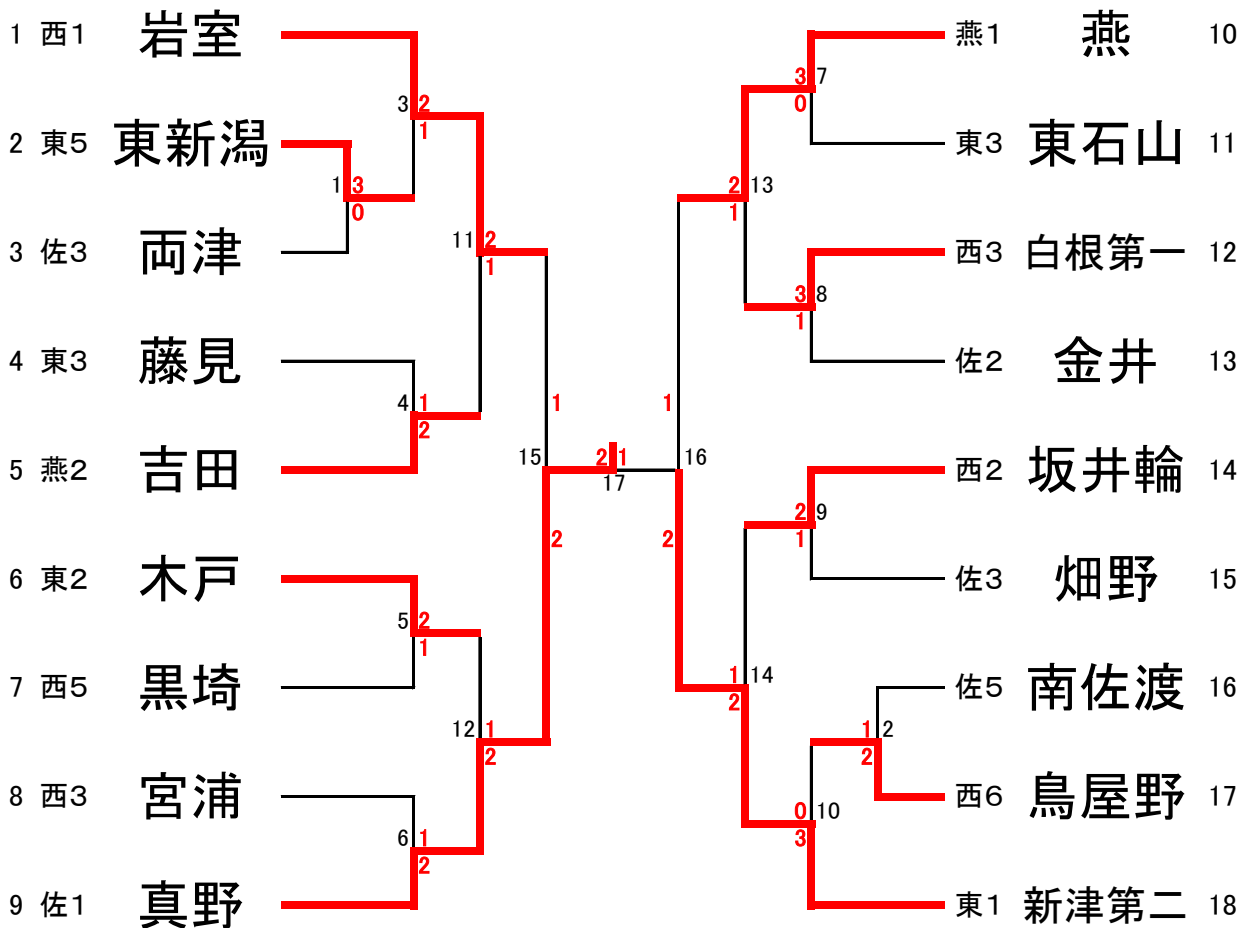 1 西1 岩室
2 東5 東新潟
3 佐3 両津
4 東3 藤見
5 燕2 吉田
6 東2 木戸
7 西5 黒埼
8 西3 宮浦
9 佐1 真野
3 2
1
1 3
0
11 2
1
4 1
2
15 1
2
5 2
1
12 1
2
6 1
2
2 1
17
燕1 燕 10
東3 東石山 11
西3 白根第一 12
佐2 金井 13
西2 坂井輪 14
佐3 畑野 15
佐5 南佐渡 16
西6 鳥屋野 17
東1 新津第二 18
3 7
0
2 13
1
3 8
1
1 16
2
2 9
1
1 14
2
1 2
2
0 10
3